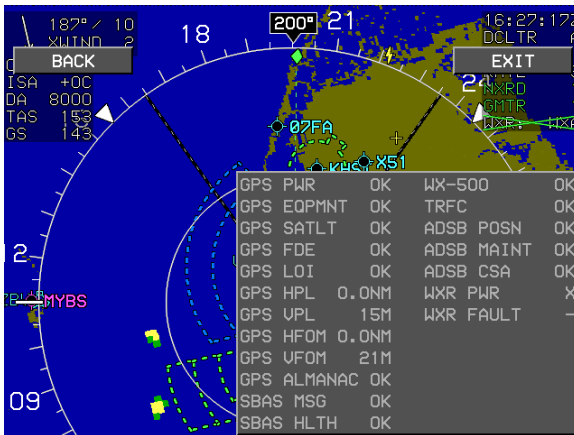 187°/ 10
XWIND 2
BACK
ISA +0C
DA 8000
TAS 153
GS 143
200°
18
21
24
12
09
16:27:17Z
DCLTR A
EXIT
NXRD
GMTR
WXR:
07FA
X51
MYBS
GPS PWR OK WX-500 OK
GPS EQPMNT OK TRFC OK
GPS SATLT OK ADSB POSN OK
GPS FDE OK ADSB MAINT OK
GPS LOI OK ADSB CSA OK
GPS HPL 0.0NM WXR PWR X
GPS VPL 15M WXR FAULT -
GPS HFOM 0.0NM
GPS VFOM 21M
GPS ALMANAC OK
SBAS MSG OK
SBAS HLTH OK